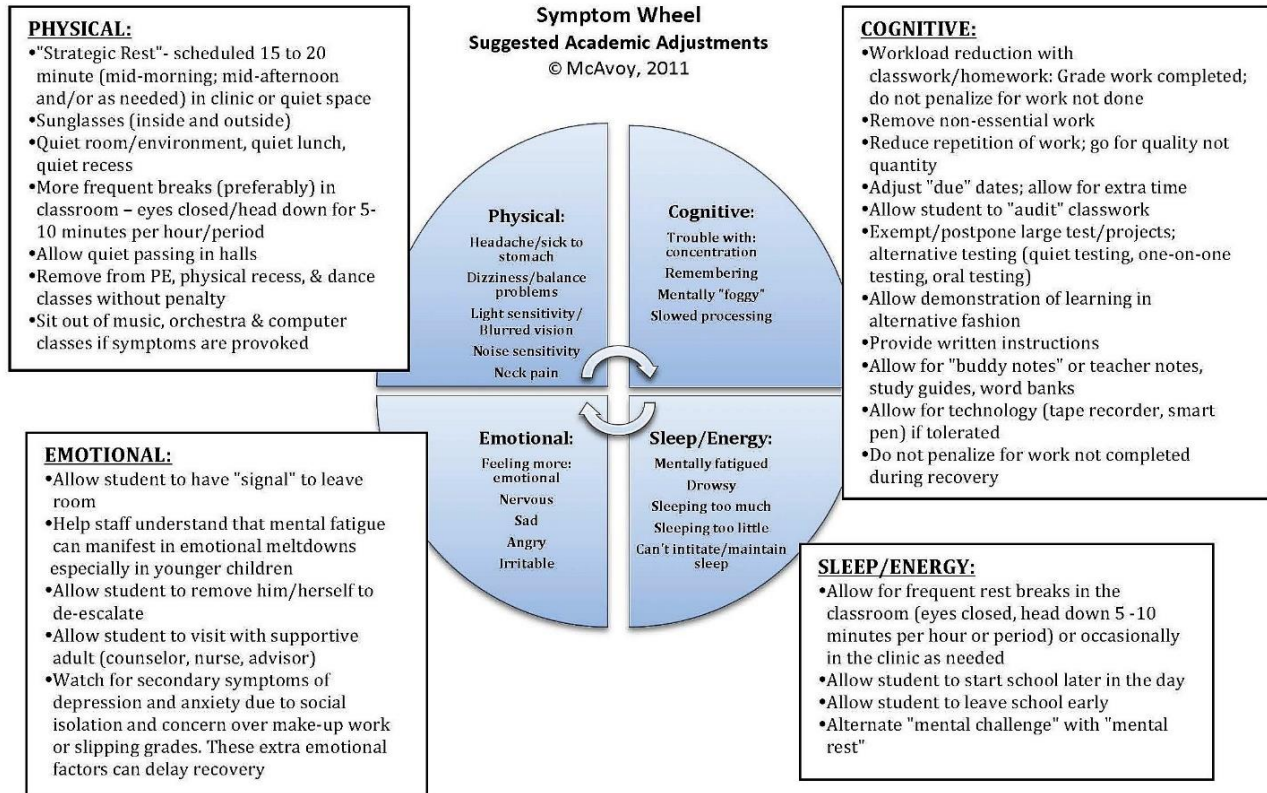 Symptom Wheel
Suggested Academic Adjustments
© McAvoy, 2011
PHYSICAL:
•"Strategic Rest"- scheduled 15 to 20
minute (mid-morning; mid-afternoon
and/or as needed) in clinic or quiet space
•Sunglasses (inside and outside)
•Quiet room/environment, quiet lunch,
quiet recess
•More frequent breaks (preferably) in
classroom – eyes closed/head down for 5-
10 minutes per hour/period
•Allow quiet passing in halls
•Remove from PE, physical recess, & dance
classes without penalty
•Sit out of music, orchestra & computer
classes if symptoms are provoked
COGNITIVE:
•Workload reduction with
classwork/homework: Grade work completed;
do not penalize for work not done
•Remove non-essential work
•Reduce repetition of work; go for quality not
quantity
•Adjust "due" dates; allow for extra time
•Allow student to "audit" classwork
•Exempt/postpone large test/projects;
alternative testing (quiet testing, one-on-one
testing, oral testing)
•Allow demonstration of learning in
alternative fashion
•Provide written instructions
•Allow for "buddy notes" or teacher notes,
study guides, word banks
•Allow for technology (tape recorder, smart
pen) if tolerated
•Do not penalize for work not completed
during recovery
Physical:
Headache/sick to
stomach
Dizziness/balance
problems
Light sensitivity/
Blurred vision
Noise sensitivity
Neck pain
Cognitive:
Trouble with:
concentration
Remembering
Mentally "foggy"
Slowed processing
Emotional:
Feeling more:
emotional
Nervous
Sad
Angry
Irritable
Sleep/Energy:
Mentally fatigued
Drowsy
Sleeping too much
Sleeping too little
Can't intitate/maintain
sleep
EMOTIONAL:
•Allow student to have "signal" to leave
room
•Help staff understand that mental fatigue
can manifest in emotional meltdowns
especially in younger children
•Allow student to remove him/herself to
de-escalate
•Allow student to visit with supportive
adult (counselor, nurse, advisor)
•Watch for secondary symptoms of
depression and anxiety due to social
isolation and concern over make-up work
or slipping grades. These extra emotional
factors can delay recovery
SLEEP/ENERGY:
•Allow for frequent rest breaks in the
classroom (eyes closed, head down 5 -10
minutes per hour or period) or occasionally
in the clinic as needed
•Allow student to start school later in the day
•Allow student to leave school early
•Alternate "mental challenge" with "mental
rest"